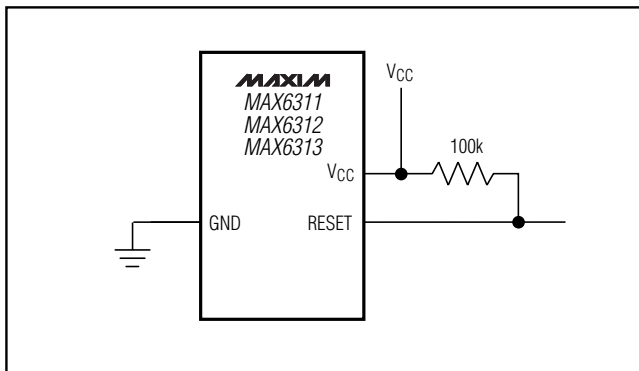 MAXIM
MAX6311
MAX6312
MAX6313
VCC
100k
VCC
GND
RESET